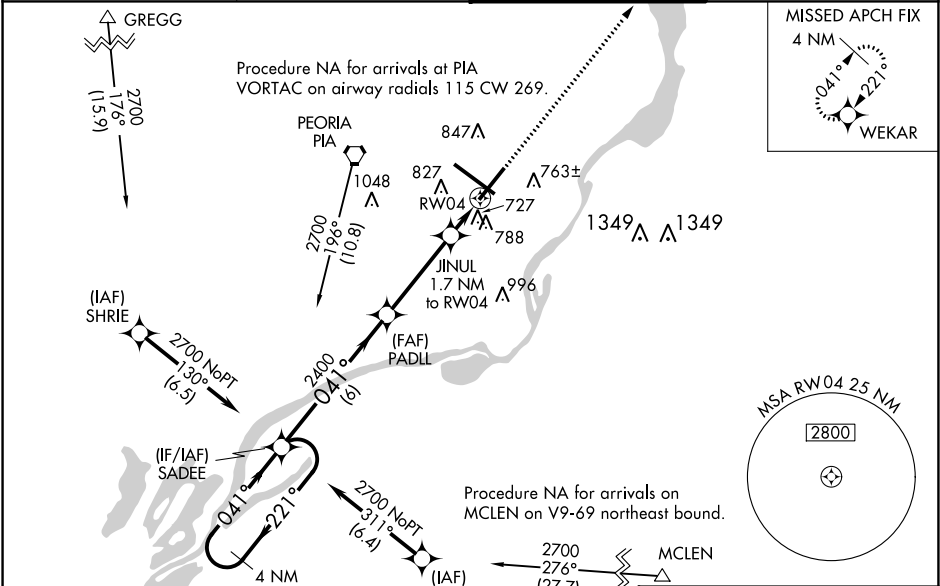 GREGG
2700
176°
(15.9)
Procedure NA for arrivals at PIA
VORTAC on airway radials 115 CW 269.
MISSED APCH FIX
4 NM
041°
221°
WEKAR
PEORIA
PIA
1048
2700
196°
(10.8)
847
827
763±
RW04
727
788
1349
1349
JINUL
1.7 NM
to RW04
996
(IAF)
SHRIE
2700 NoPT
130°
(6.5)
(FAF)
PADLL
2400
041°
(6)
MSA RW04 25 NM
2800
(IF/IAF)
SADEE
041°
221°
4 NM
2700 NoPT
311°
(6.4)
(IAF)
Procedure NA for arrivals on
MCLEN on V9-69 northeast bound.
2700
276°
(27.7)
MCLEN